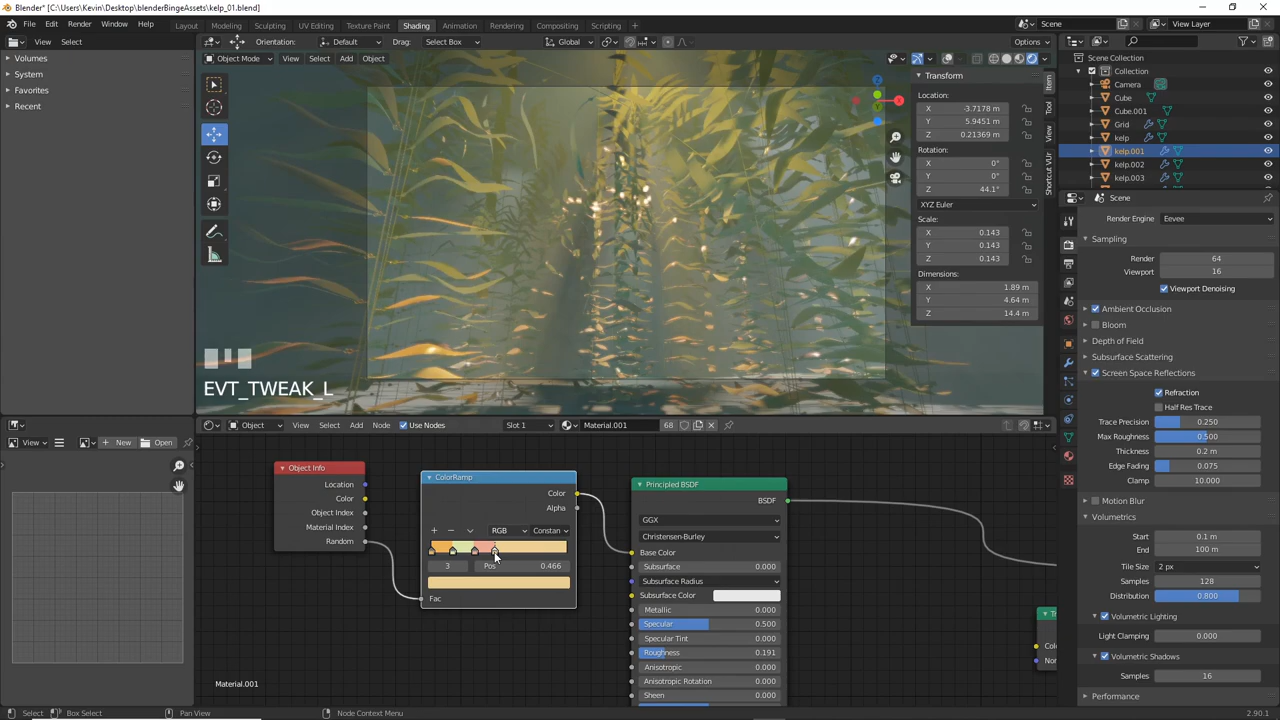 Blender* [C:\Users\Kevin\Desktop\blenderBingeAssets\kelp_01.blend]
File Edit Render Window Help Layout Modeling Sculpting UV Editing Texture Paint Shading Animation Rendering Compositing Scripting Scene View Layer
View Select Orientation: Default Drag: Select Box Global Options
Object Mode View Select Add Object
Volumes
System
Favorites
Recent
EVT_TWEAK_L
Transform
Location:
X -3.7178 m
Y 5.9451 m
Z 0.21369 m
Rotation:
X 0°
Y 0°
Z 44.1°
XYZ Euler
Scale:
X 0.143
Y 0.143
Z 0.143
Dimensions:
X 1.89 m
Y 4.64 m
Z 14.4 m
Item
Tool
View
Shortcut VUr
Scene Collection
Collection
Camera
Cube
Cube.001
Grid
kelp
kelp.001
kelp.002
kelp.003
Scene
Render Engine Eevee
Sampling
Render 64
Viewport 16
Viewport Denoising
Ambient Occlusion
Bloom
Depth of Field
Subsurface Scattering
Screen Space Reflections
Refraction
Half Res Trace
Trace Precision 0.250
Max Roughness 0.500
Thickness 0.2 m
Edge Fading 0.075
Clamp 10.000
Motion Blur
Volumetrics
Start 0.1 m
End 100 m
Tile Size 2 px
Samples 128
Distribution 0.800
Volumetric Lighting
Light Clamping 0.000
Volumetric Shadows
Samples 16
Performance
View New Open
Object View Select Add Node Use Nodes Slot 1 Material.001 68
Object Info
Location
Color
Object Index
Material Index
Random
ColorRamp
Color
Alpha
RGB Constan
3 Pos 0.466
Fac
Principled BSDF
BSDF
GGX
Christensen-Burley
Base Color
Subsurface 0.000
Subsurface Radius
Subsurface Color
Metallic 0.000
Specular 0.500
Specular Tint 0.000
Roughness 0.191
Anisotropic 0.000
Anisotropic Rotation 0.000
Sheen 0.000
Material.001
Select Box Select Pan View Node Context Menu 2.90.1